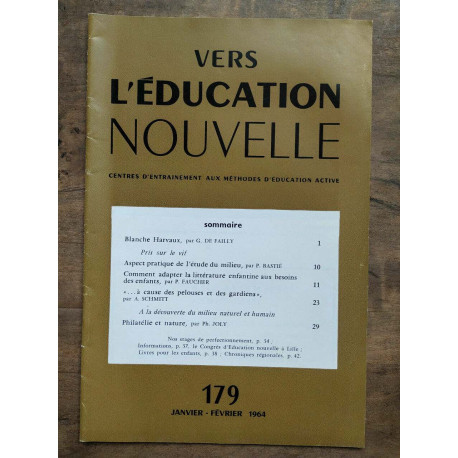 VERS
L'ÉDUCATION
NOUVELLE
CENTRES D'ENTRAINEMENT AUX MÉTHODES D'ÉDUCATION ACTIVE
sommaire
Blanche Harvaux, par G. DE FAILLY 1
Pris sur le vif
Aspect pratique de l'étude du milieu, par P. BASTIÉ 10
Comment adapter la littérature enfantine aux besoins
des enfants, par P. FAUCHER 11
«...à cause des pelouses et des gardiens»,
par A. SCHMITT 23
A la découverte du milieu naturel et humain
Philatélie et nature, par Ph. JOLY 29
Nos stages de perfectionnement, p. 34 ;
Informations, p. 37, le Congrès d'Education nouvelle à Lille ;
Livres pour les enfants, p. 38 ; Chroniques régionales, p. 42.
179
JANVIER - FÉVRIER 1964